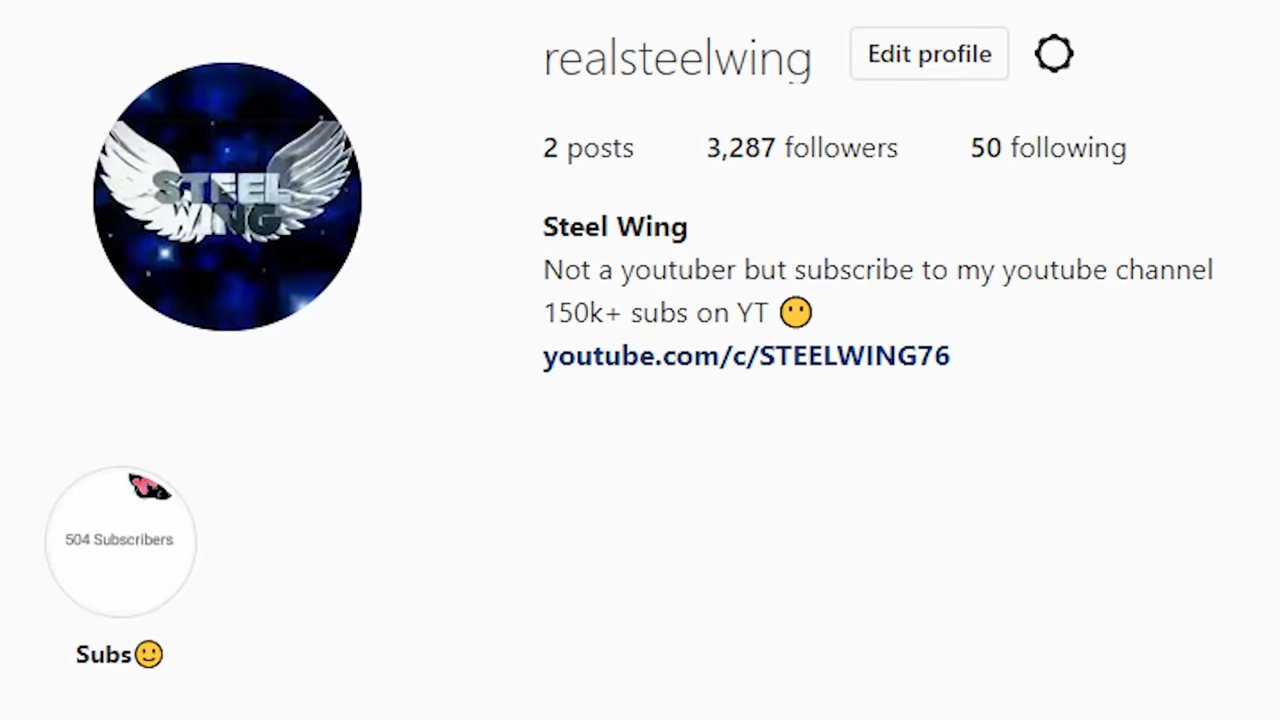 realsteelwing Edit profile
2 posts 3,287 followers 50 following
STEEL
WING
Steel Wing
Not a youtuber but subscribe to my youtube channel
150k+ subs on YT 😶
youtube.com/c/STEELWING76
504 Subscribers
Subs🙂